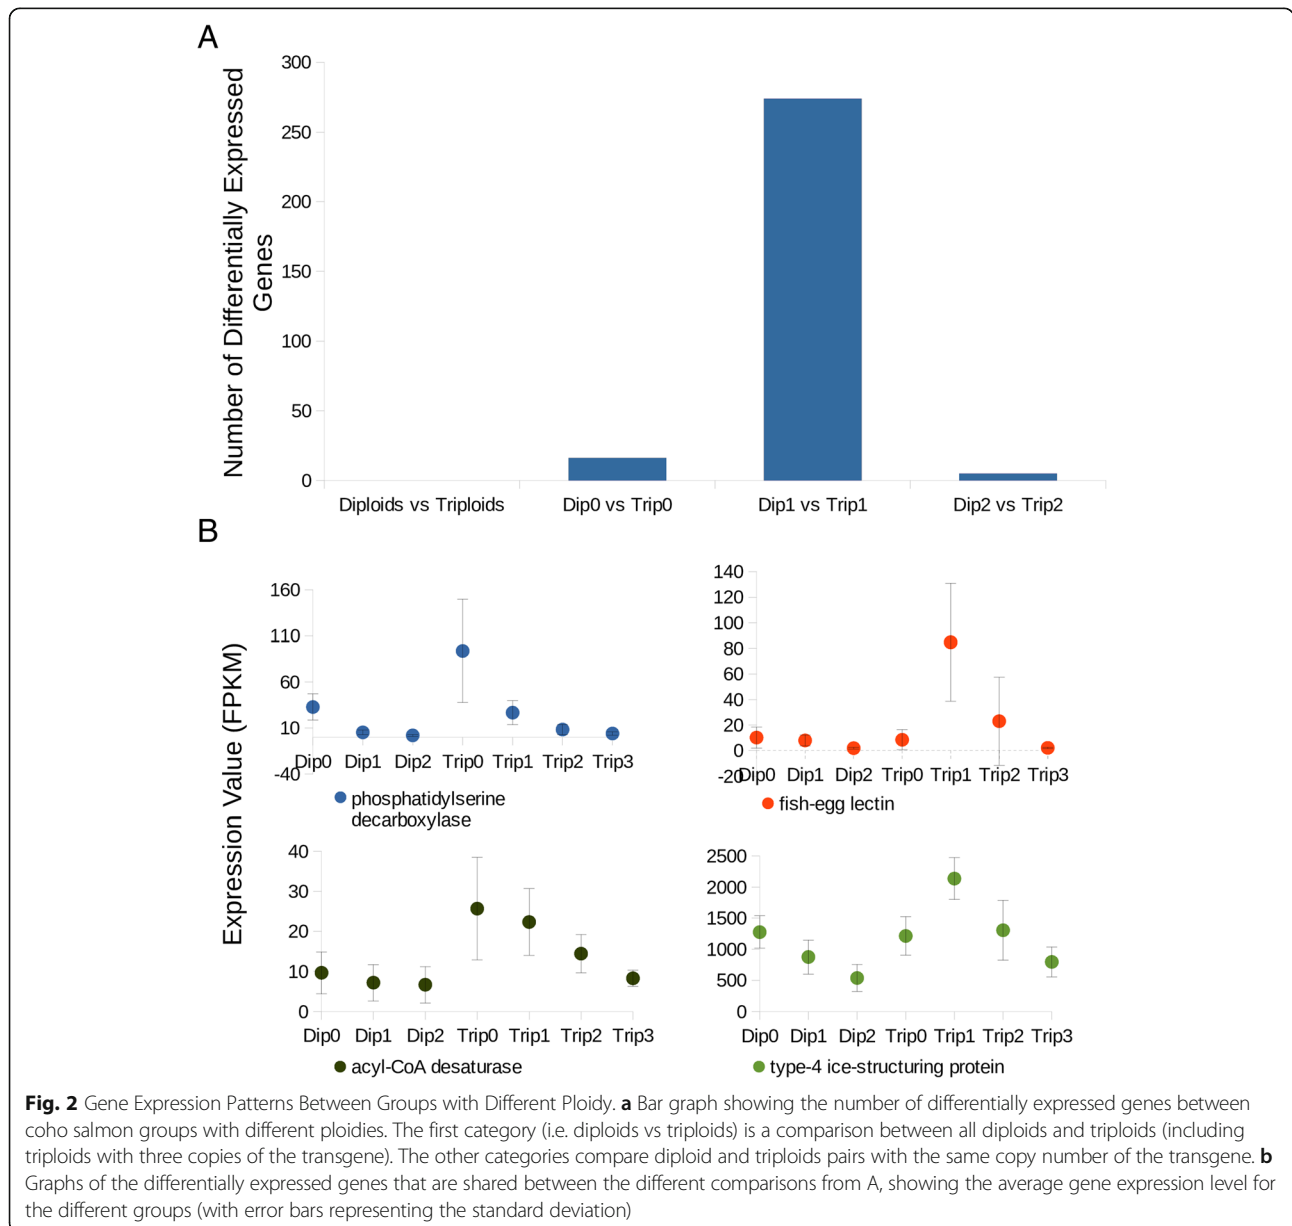 A
Number of Differentially Expressed
Genes
300
250
200
150
100
50
0
Diploids vs Triploids
Dip0 vs Trip0
Dip1 vs Trip1
Dip2 vs Trip2
B
Expression Value (FPKM)
160
110
60
10
-40
Dip0 Dip1 Dip2 Trip0 Trip1 Trip2 Trip3
phosphatidylserine
decarboxylase
140
120
100
80
60
40
20
0
-20
Dip0 Dip1 Dip2 Trip0 Trip1 Trip2 Trip3
fish-egg lectin
40
30
20
10
0
Dip0 Dip1 Dip2 Trip0 Trip1 Trip2 Trip3
acyl-CoA desaturase
2500
2000
1500
1000
500
0
Dip0 Dip1 Dip2 Trip0 Trip1 Trip2 Trip3
type-4 ice-structuring protein
Fig. 2 Gene Expression Patterns Between Groups with Different Ploidy. a Bar graph showing the number of differentially expressed genes between
coho salmon groups with different ploidies. The first category (i.e. diploids vs triploids) is a comparison between all diploids and triploids (including
triploids with three copies of the transgene). The other categories compare diploid and triploids pairs with the same copy number of the transgene. b
Graphs of the differentially expressed genes that are shared between the different comparisons from A, showing the average gene expression level for
the different groups (with error bars representing the standard deviation)